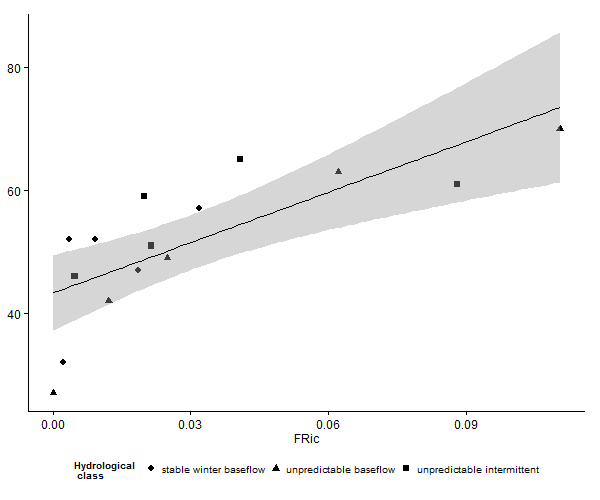 80
60
40
0.00 0.03 0.06 0.09
FRic
Hydrological
class
stable winter baseflow unpredictable baseflow unpredictable intermittent